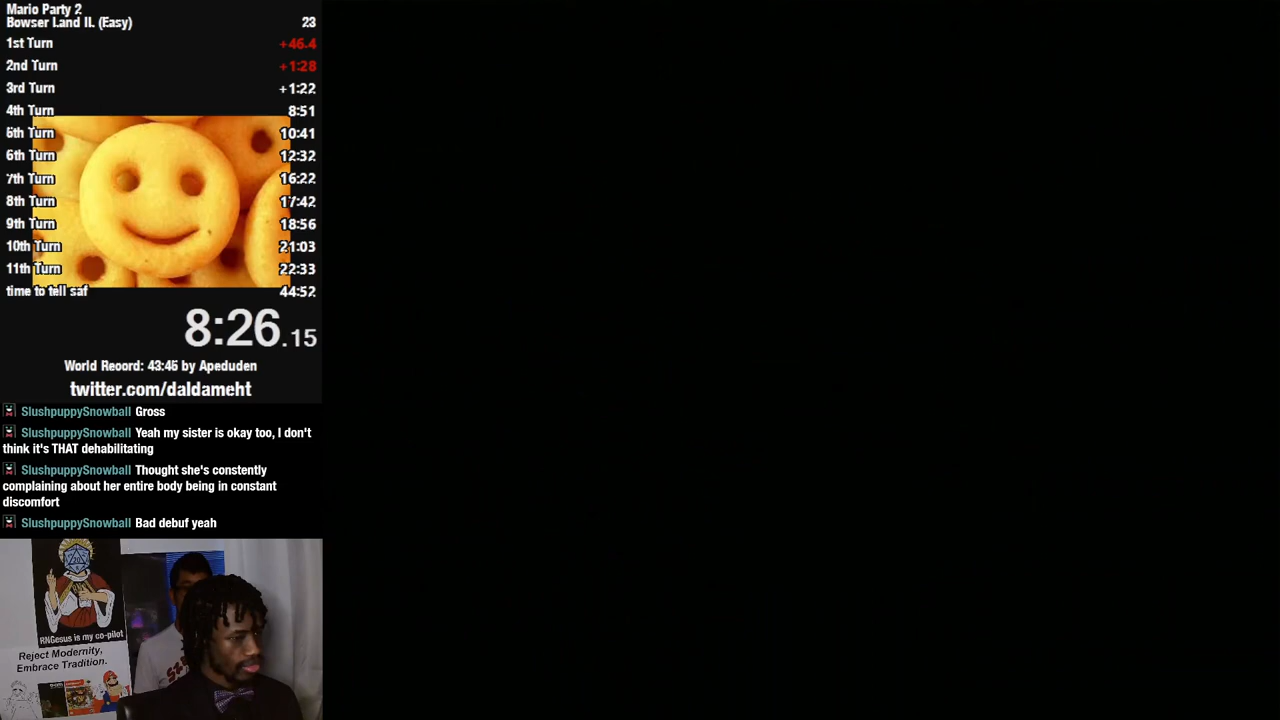 Mario Party 2
Bowser Land II. (Easy) 23
1st Turn +46.4
2nd Turn +1:28
3rd Turn +1:22
4th Turn 8:51
5th Turn 10:41
6th Turn 12:32
7th Turn 16:22
8th Turn 17:42
9th Turn 18:56
10th Turn 21:03
11th Turn 22:33
time to tell saf 44:52
8:26.15
World Record: 43:45 by Apeduden
twitter.com/daldameht
SlushpuppySnowball Gross
SlushpuppySnowball Yeah my sister is okay too, I don't
think it's THAT dehabilitating
SlushpuppySnowball Thought she's constently
complaining about her entire body being in constant
discomfort
SlushpuppySnowball Bad debuf yeah
RNGesus is my co-pilot
Reject Modernity,
Embrace Tradition.